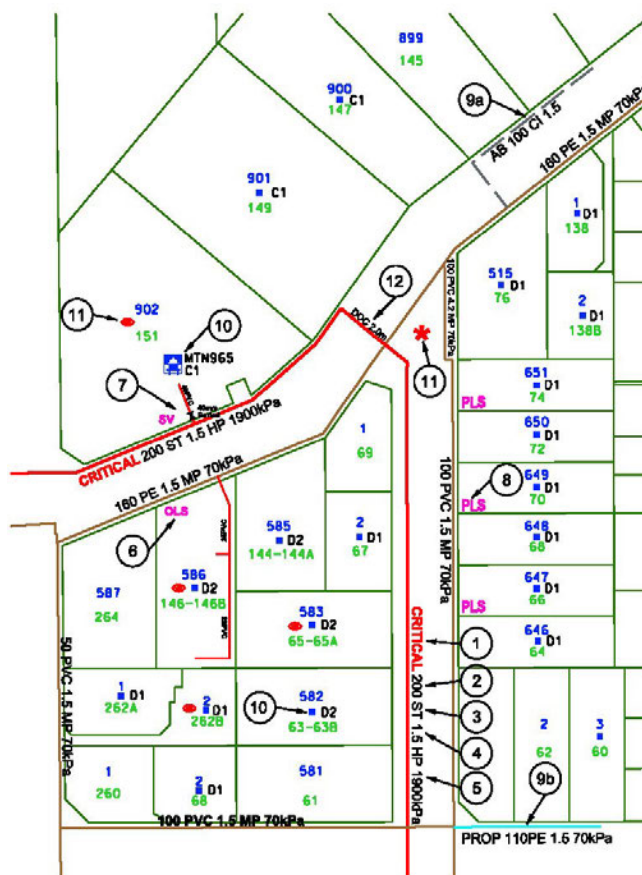 899
145
900
C1
147
9a
AB 100 CI 1.5
160 PE 1.5 MP 70kPa
901
C1
149
1
D1
138
12
515
D1
76
100 PVC 4.2 MP 70kPa
2
D1
138B
11
902
151
10
DOC 2.0m
11
MTN965
C1
7
SV
651
D1
74
PLS
CRITICAL 200 ST 1.5 HP 1900kPa
1
69
650
D1
72
160 PE 1.5 MP 70kPa
100 PVC 1.5 MP 70kPa
649
D1
70
PLS
8
OLS
6
585
D2
144-144A
2
D1
67
648
D1
68
587
264
586
D2
146-146B
647
D1
66
PLS
583
D2
65-65A
646
D1
64
1
CRITICAL 200 ST 1.5 HP 1900kPa
2
3
4
5
50 PVC 1.5 MP 70kPa
1
D1
262A
2
D1
262B
10
582
D2
63-63B
2
62
3
60
1
260
2
D1
68
581
61
9b
100 PVC 1.5 MP 70kPa
PROP 110PE 1.5 70kPa